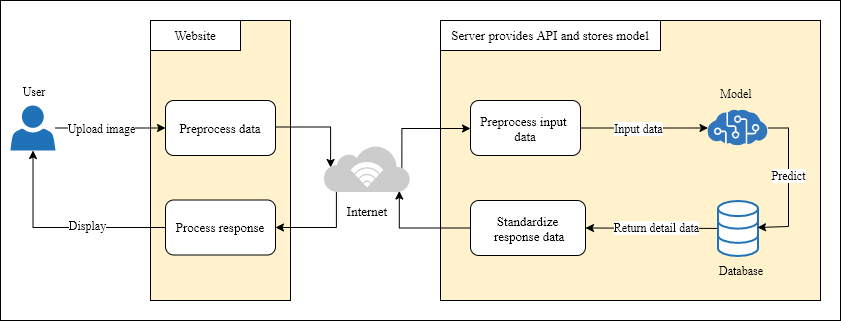 Website
Server provides API and stores model
User
Model
Upload image
Preprocess data
Preprocess input
data
Input data
Predict
Internet
Display
Process response
Standardize
response data
Return detail data
Database